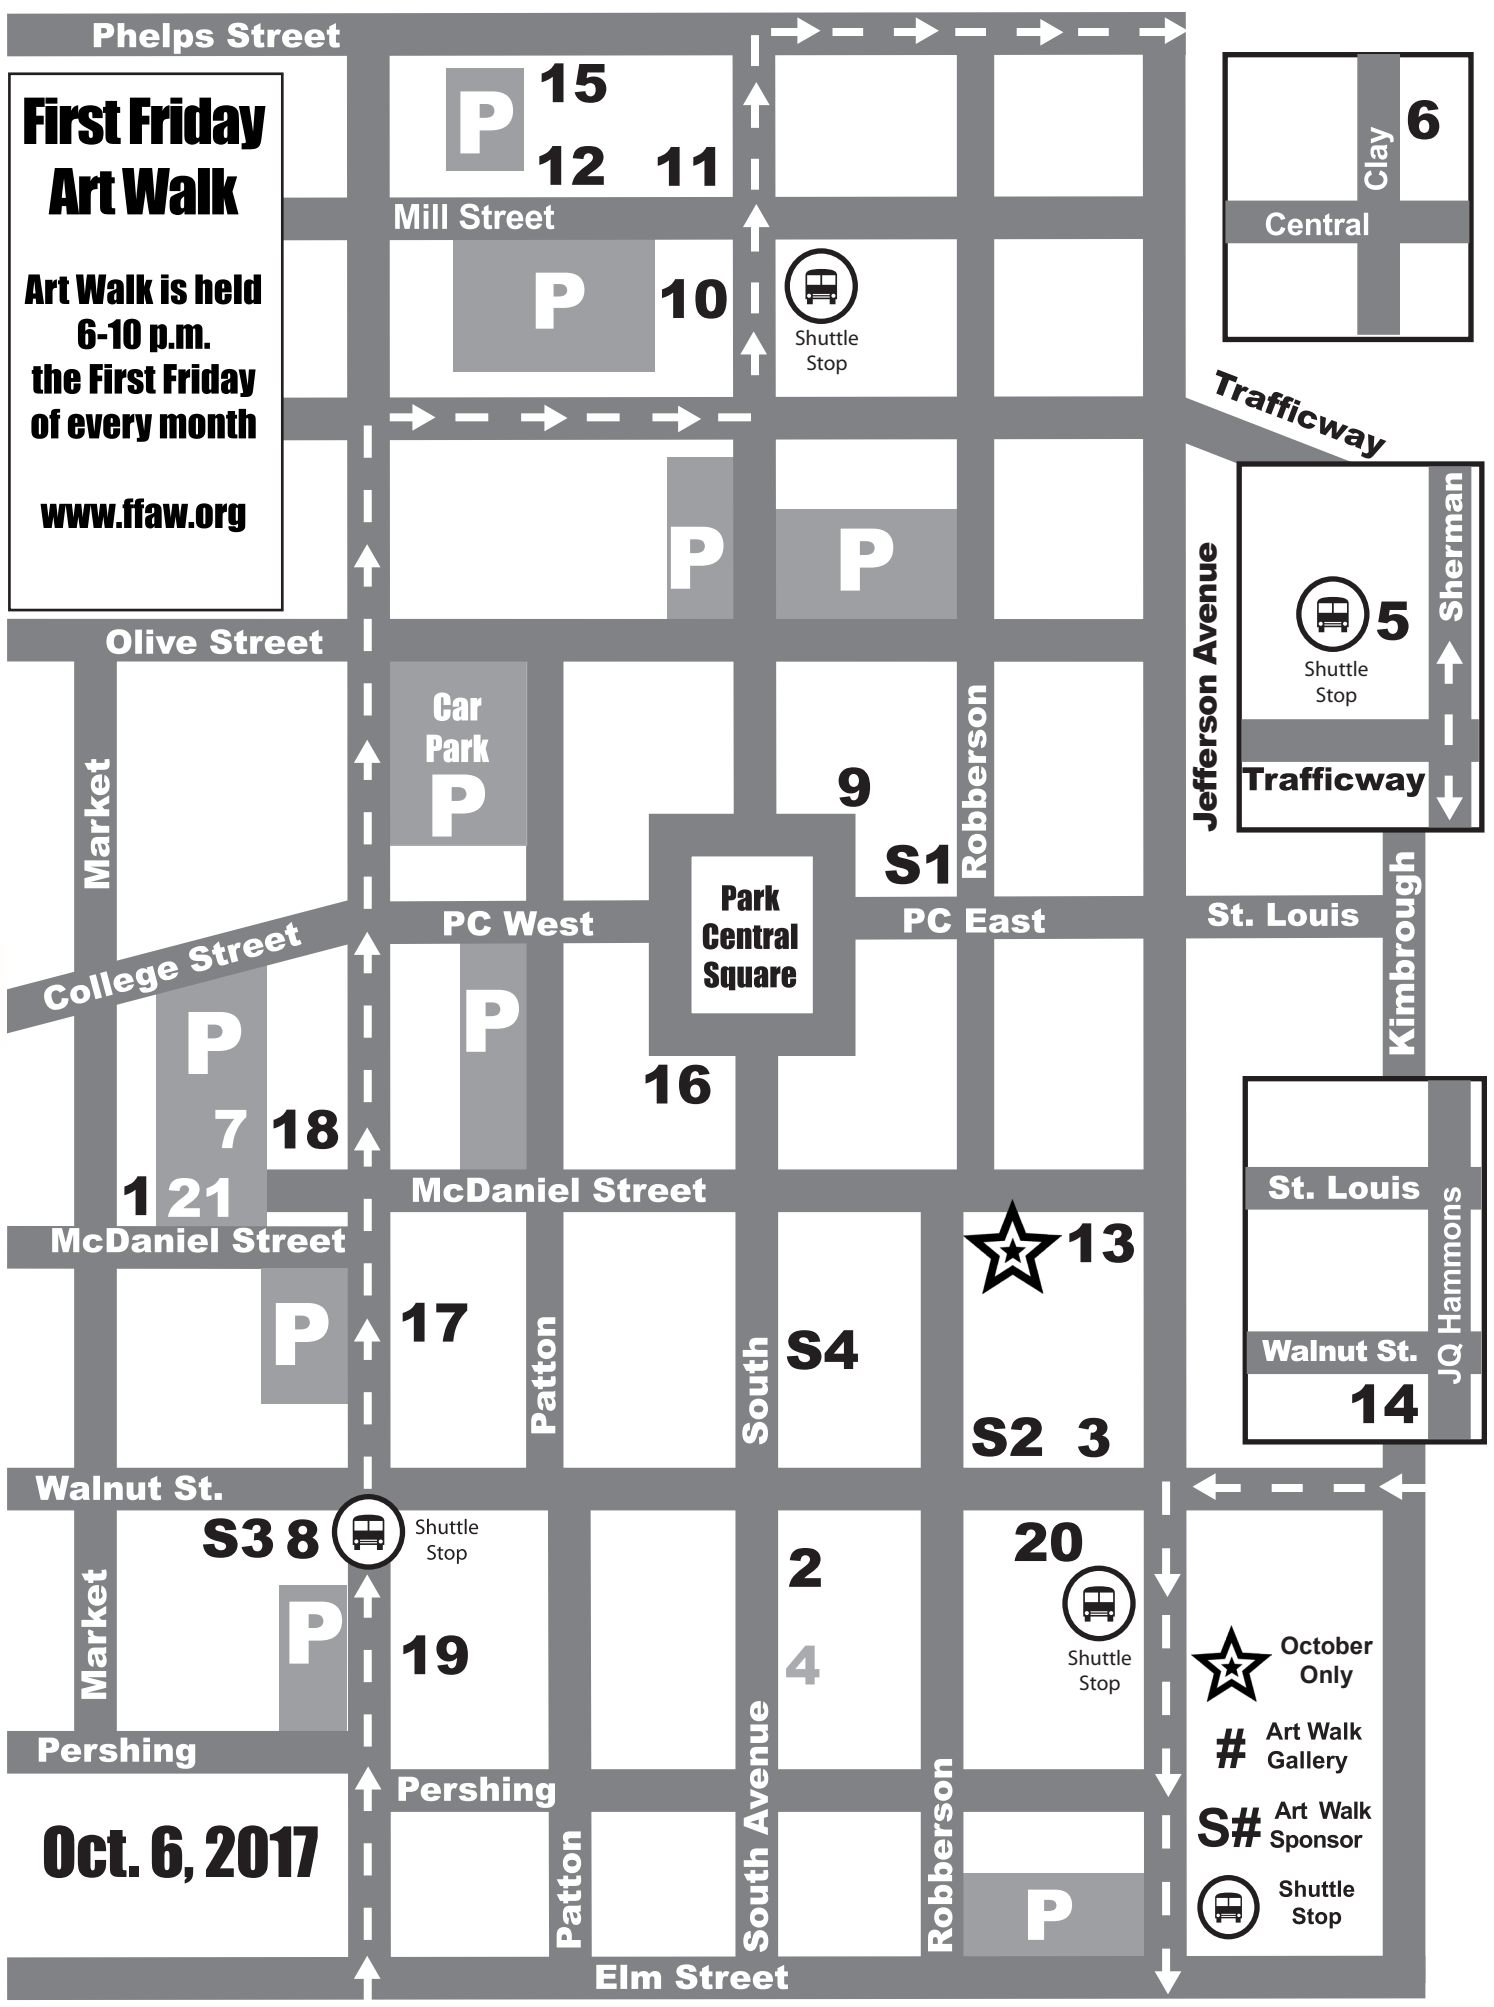 Phelps Street
First Friday
Art Walk
Art Walk is held
6-10 p.m.
the First Friday
of every month
www.ffaw.org
P
15
12
11
Mill Street
P
10
Shuttle
Stop
Clay
6
Central
Trafficway
P
P
Jefferson Avenue
Sherman
5
Shuttle
Stop
Trafficway
Olive Street
Market
Car
Park
P
9
S1
Robberson
College Street
PC West
Park
Central
Square
PC East
St. Louis
Kimbrough
P
7
18
1
21
P
16
McDaniel Street
McDaniel Street
13
St. Louis
JQ Hammons
Walnut St.
14
P
17
Patton
South
S4
S2
3
Walnut St.
S3
8
Shuttle
Stop
Market
P
19
2
4
20
Shuttle
Stop
October
Only
#
Art Walk
Gallery
S#
Art Walk
Sponsor
Shuttle
Stop
Pershing
Pershing
Oct. 6, 2017
Patton
South Avenue
Robberson
P
Elm Street